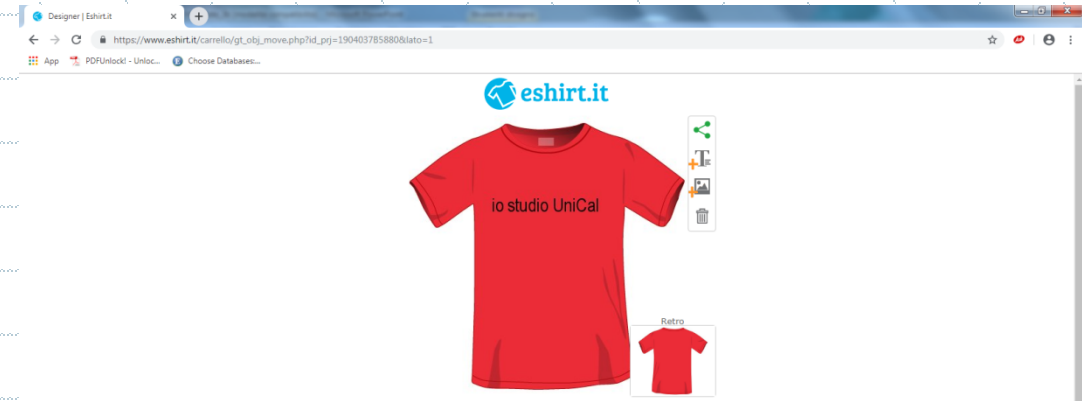 Designer | Eshirt.it
https://www.eshirt.it/carrello/gt_obj_move.php?id_prj=190403785880&lato=1
App
PDFUnlock! - Unloc...
Choose Databases:...
eshirt.it
io studio UniCal
Retro